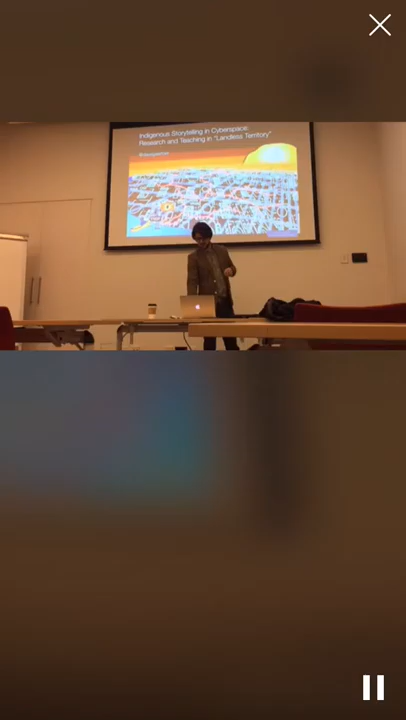 Indigenous Storytelling in Cyberspace:
Research and Teaching in "Landless Territory"